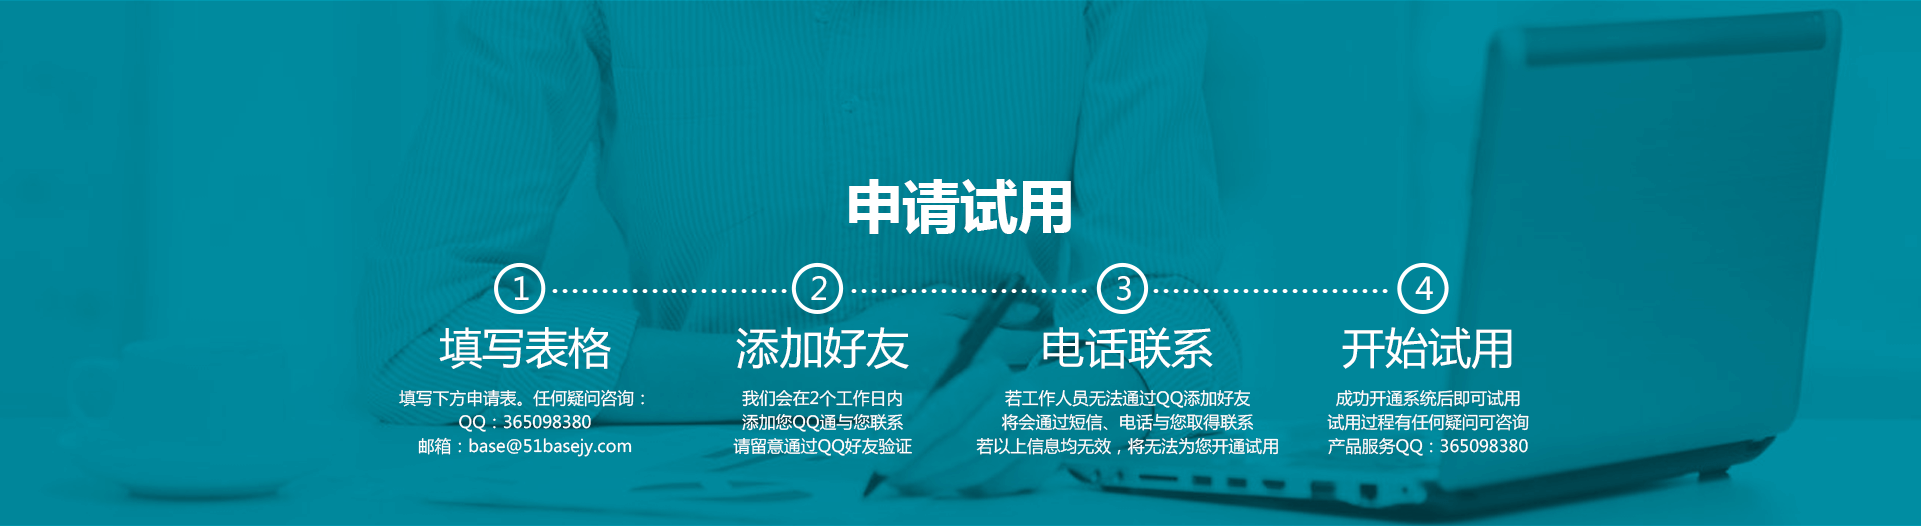 申请试用
1
2
3
4
填写表格
添加好友
电话联系
开始试用
填写下方申请表。任何疑问咨询：
QQ：365098380
邮箱：base@51basejy.com
我们会在2个工作日内
添加您QQ通与您联系
请留意通过QQ好友验证
若工作人员无法通过QQ添加好友
将会通过短信、电话与您取得联系
若以上信息均无效，将无法为您开通试用
成功开通系统后即可试用
试用过程有任何疑问可咨询
产品服务QQ：365098380